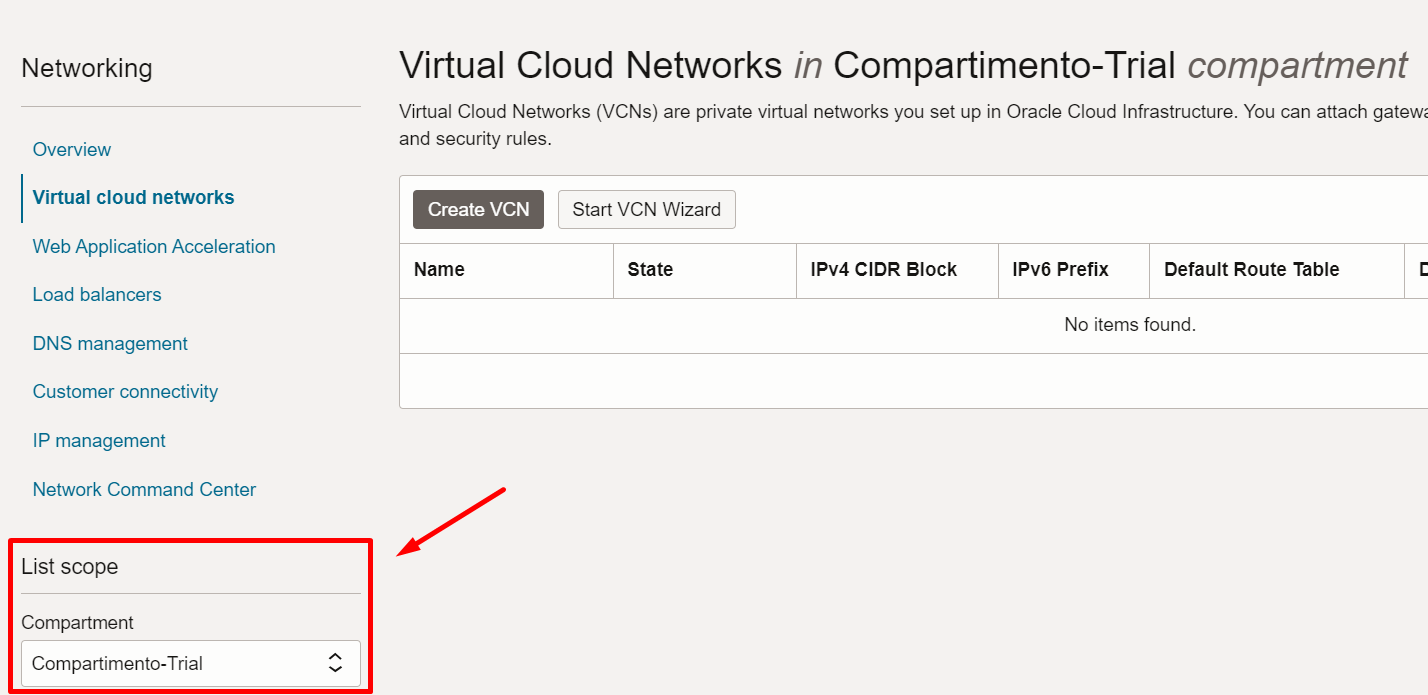 Networking
Overview
Virtual cloud networks
Web Application Acceleration
Load balancers
DNS management
Customer connectivity
IP management
Network Command Center
List scope
Compartment
Compartimento-Trial
Virtual Cloud Networks in Compartimento-Trial compartment
Virtual Cloud Networks (VCNs) are private virtual networks you set up in Oracle Cloud Infrastructure. You can attach
and security rules.
Create VCN Start VCN Wizard
Name State IPv4 CIDR Block IPv6 Prefix Default Route Table
No items found.